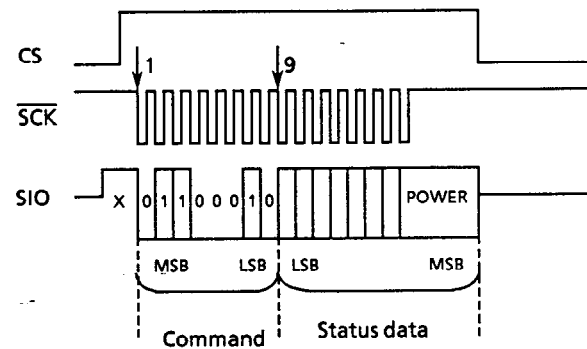 CS
1 9
SCK
SIO X 0 1 1 0 0 0 1 0 POWER
MSB LSB LSB MSB
Command Status data